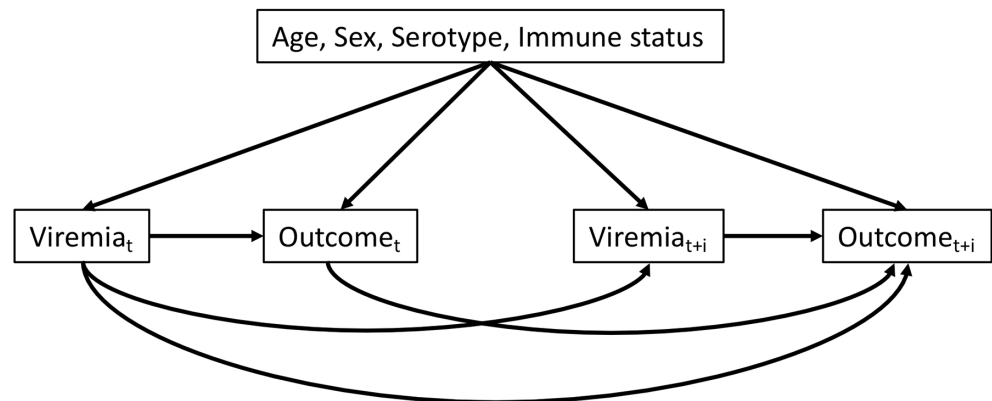 Age, Sex, Serotype, Immune status
Viremiaₜ
Outcomeₜ
Viremiaₜ₊ᵢ
Outcomeₜ₊ᵢ